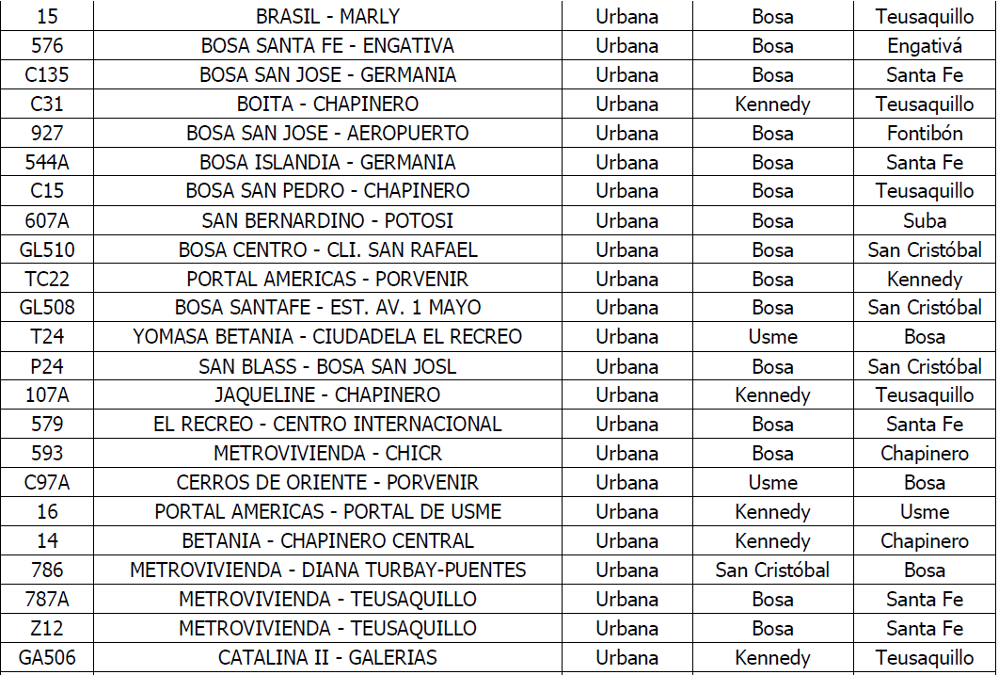 15 BRASIL - MARLY Urbana Bosa Teusaquillo
576 BOSA SANTA FE - ENGATIVA Urbana Bosa Engativá
C135 BOSA SAN JOSE - GERMANIA Urbana Bosa Santa Fe
C31 BOITA - CHAPINERO Urbana Kennedy Teusaquillo
927 BOSA SAN JOSE - AEROPUERTO Urbana Bosa Fontibón
544A BOSA ISLANDIA - GERMANIA Urbana Bosa Santa Fe
C15 BOSA SAN PEDRO - CHAPINERO Urbana Bosa Teusaquillo
607A SAN BERNARDINO - POTOSI Urbana Bosa Suba
GL510 BOSA CENTRO - CLI. SAN RAFAEL Urbana Bosa San Cristóbal
TC22 PORTAL AMERICAS - PORVENIR Urbana Bosa Kennedy
GL508 BOSA SANTAFE - EST. AV. 1 MAYO Urbana Bosa San Cristóbal
T24 YOMASA BETANIA - CIUDADELA EL RECREO Urbana Usme Bosa
P24 SAN BLASS - BOSA SAN JOSL Urbana Bosa San Cristóbal
107A JAQUELINE - CHAPINERO Urbana Kennedy Teusaquillo
579 EL RECREO - CENTRO INTERNACIONAL Urbana Bosa Santa Fe
593 METROVIVIENDA - CHICR Urbana Bosa Chapinero
C97A CERROS DE ORIENTE - PORVENIR Urbana Usme Bosa
16 PORTAL AMERICAS - PORTAL DE USME Urbana Kennedy Usme
14 BETANIA - CHAPINERO CENTRAL Urbana Kennedy Chapinero
786 METROVIVIENDA - DIANA TURBAY-PUENTES Urbana San Cristóbal Bosa
787A METROVIVIENDA - TEUSAQUILLO Urbana Bosa Santa Fe
Z12 METROVIVIENDA - TEUSAQUILLO Urbana Bosa Santa Fe
GA506 CATALINA II - GALERIAS Urbana Kennedy Teusaquillo